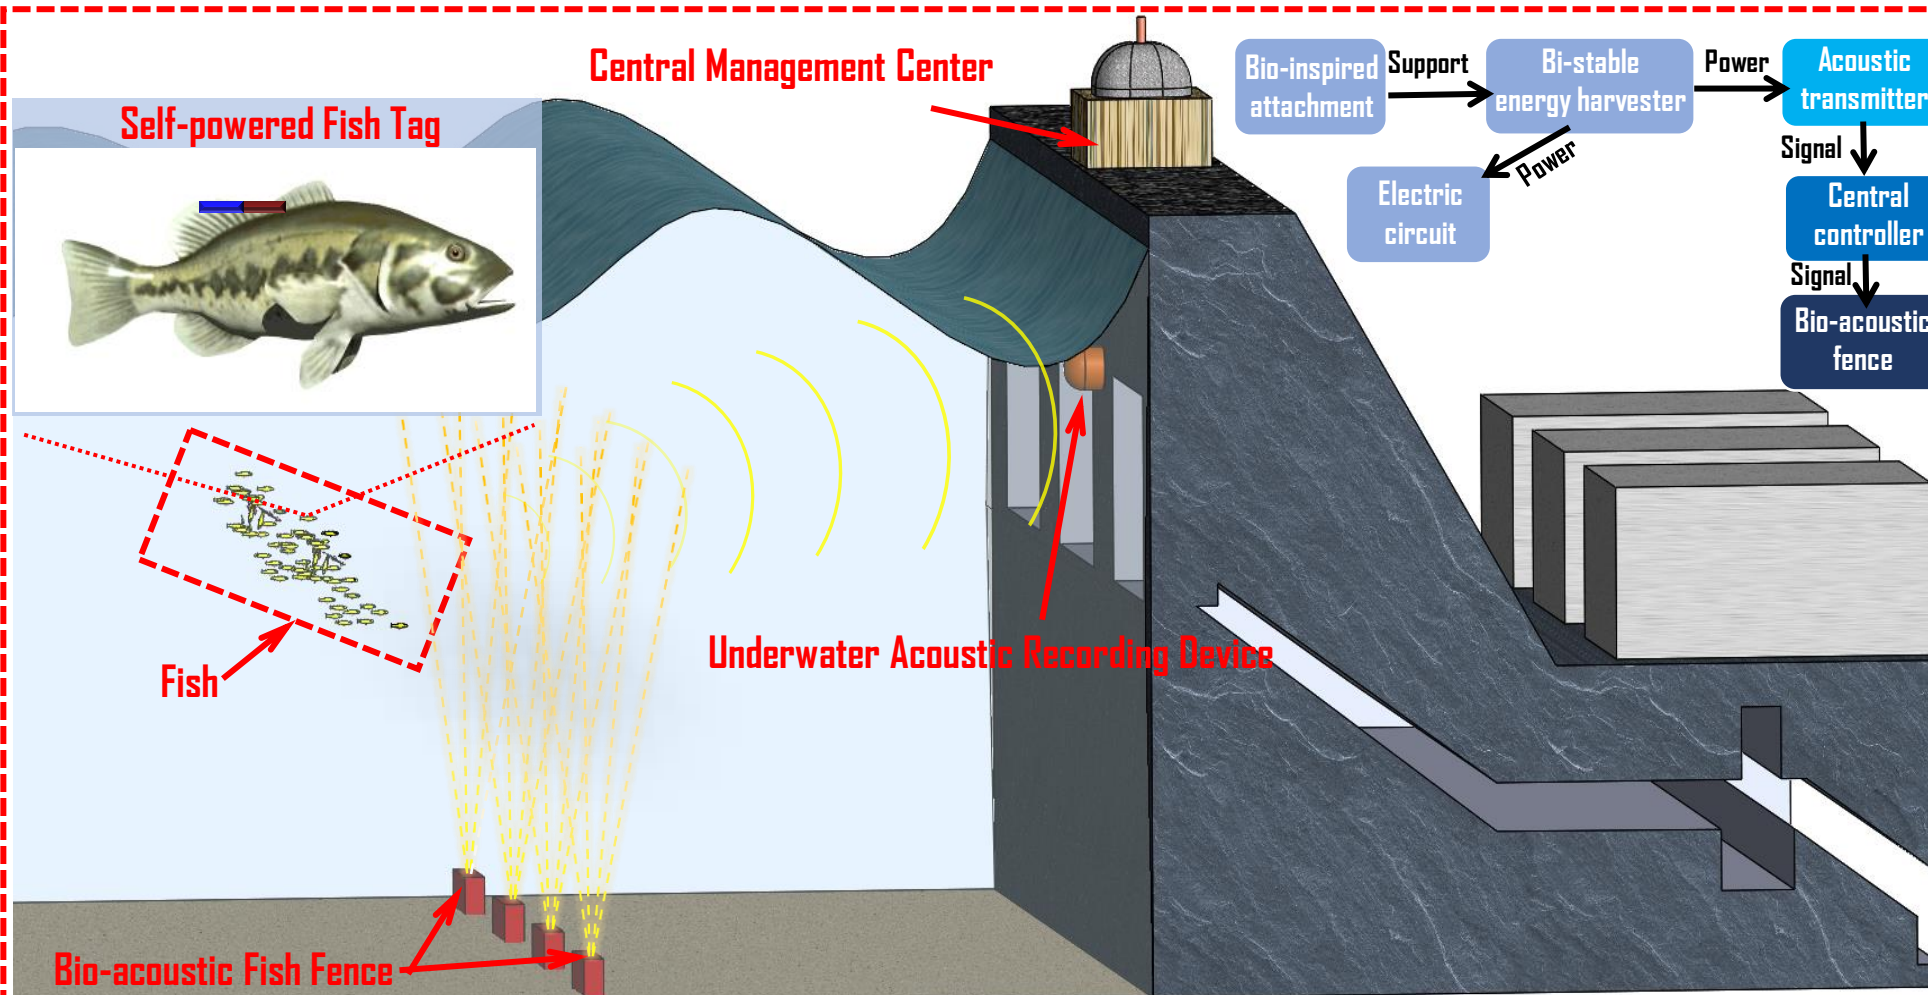 Central Management Center
Self-powered Fish Tag
Bio-inspired
attachment
Support
Bi-stable
energy harvester
Power
Acoustic
transmitter
Power
Signal
Electric
circuit
Central
controller
Signal
Bio-acoustic
fence
Underwater Acoustic Recording Device
Fish
Bio-acoustic Fish Fence